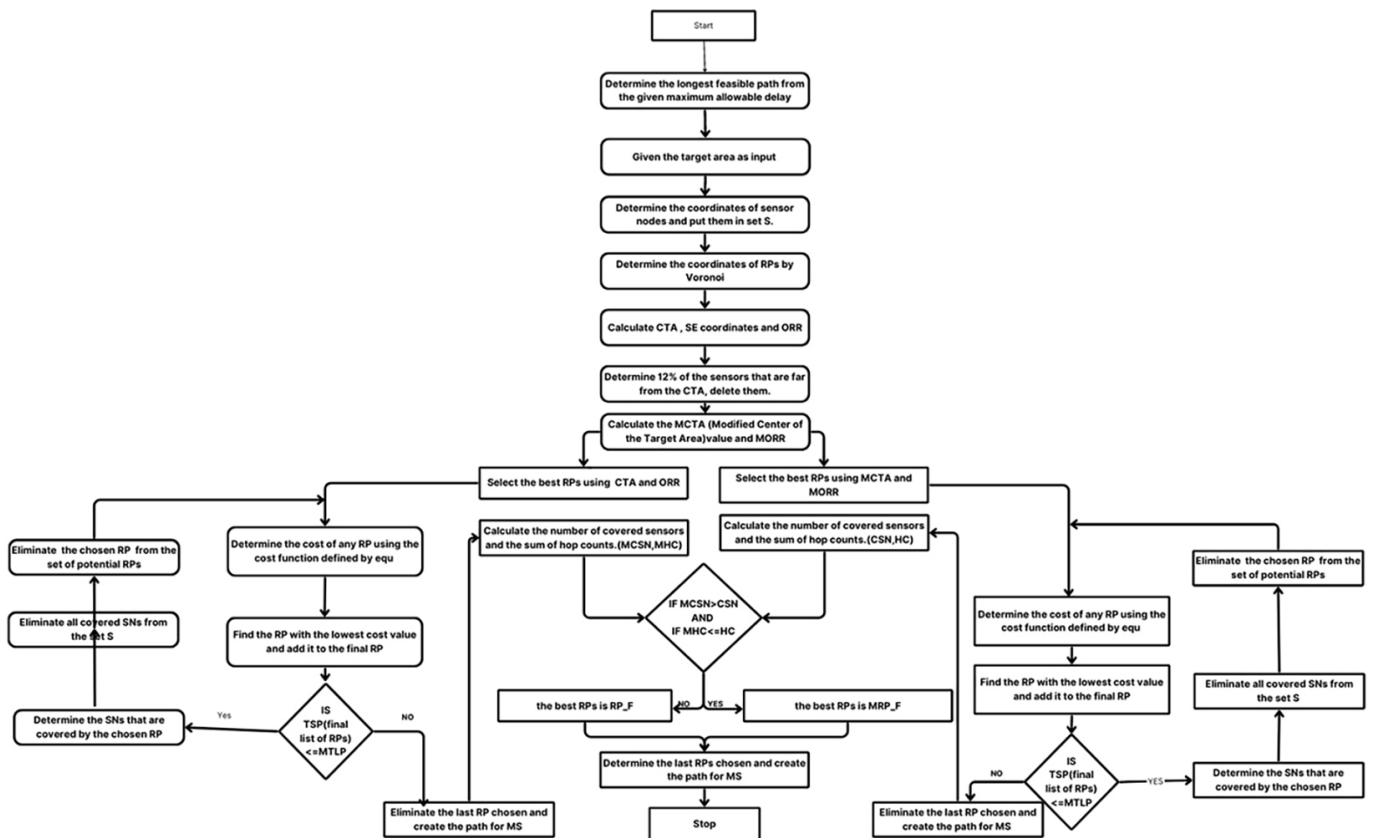 Start
Determine the longest feasible path from
the given maximum allowable delay
Given the target area as input
Determine the coordinates of sensor
nodes and put them in set S.
Determine the coordinates of RPs by
Voronoi
Calculate CTA , SE coordinates and ORR
Determine 12% of the sensors that are far
from the CTA, delete them.
Calculate the MCTA (Modified Center of
the Target Area)value and MORR
Select the best RPs using CTA and ORR
Select the best RPs using MCTA and
MORR
Eliminate the chosen RP from the
set of potential RPs
Eliminate all covered SNs from
the set S
Determine the SNs that are
covered by the chosen RP
Determine the cost of any RP using the
cost function defined by equ
Find the RP with the lowest cost value
and add it to the final RP
IS
TSP(final
list of RPs)
<=MTLP
Yes
NO
Eliminate the last RP chosen and
create the path for MS
Calculate the number of covered sensors
and the sum of hop counts.(MCSN,MHC)
Calculate the number of covered sensors
and the sum of hop counts.(CSN,HC)
IF MCSN>CSN
AND
IF MHC<=HC
NO
YES
the best RPs is RP_F
the best RPs is MRP_F
Determine the last RPs chosen and create
the path for MS
Stop
Determine the cost of any RP using the
cost function defined by equ
Find the RP with the lowest cost value
and add it to the final RP
IS
TSP(final
list of RPs)
<=MTLP
NO
YES
Eliminate the last RP chosen and
create the path for MS
Eliminate the chosen RP from the
set of potential RPs
Eliminate all covered SNs from
the set S
Determine the SNs that are
covered by the chosen RP